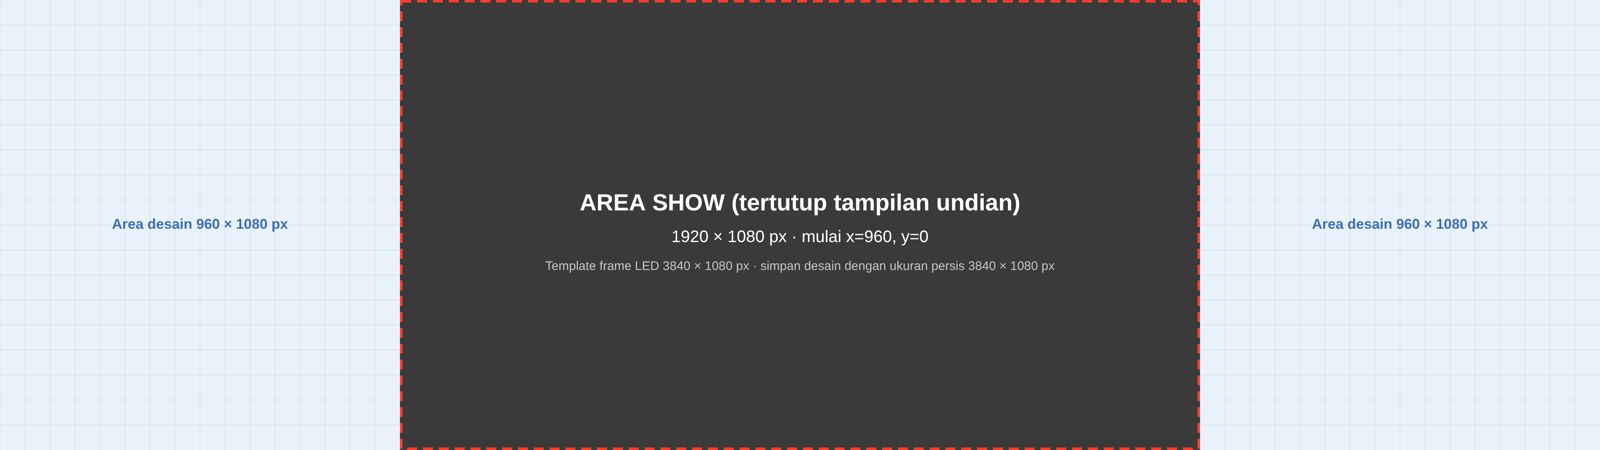 AREA SHOW (tertutup tampilan undian)
1920 × 1080 px · mulai x=960, y=0
Template frame LED 3840 × 1080 px · simpan desain dengan ukuran persis 3840 × 1080 px
Area desain 960 × 1080 px
Area desain 960 × 1080 px